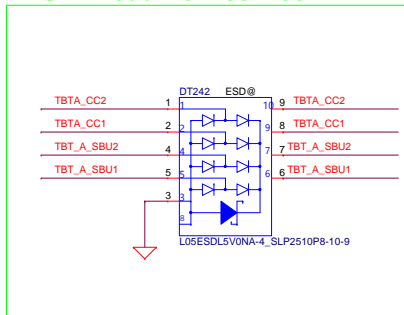 DT242 ESD@
TBTA_CC2 1 1 10 9 TBTA_CC2
TBTA_CC1 2 2 9 8 TBTA_CC1
TBT_A_SBU2 4 4 7 7 TBT_A_SBU2
TBT_A_SBU1 5 5 6 6 TBT_A_SBU1
3 3
8
L05ESDL5V0NA-4_SLP2510P8-10-9